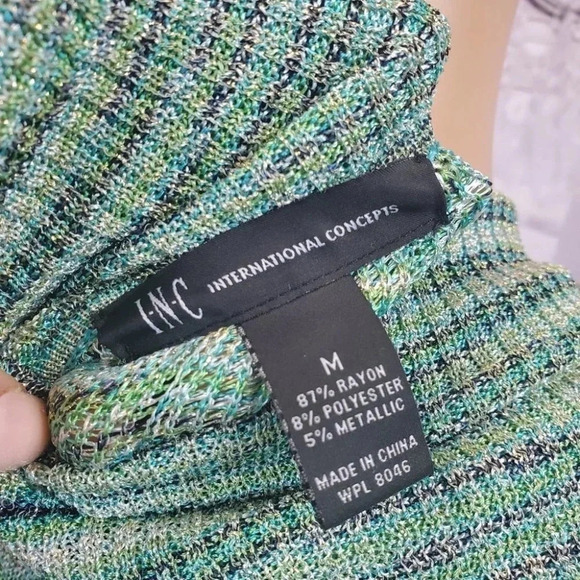 I·N·C INTERNATIONAL CONCEPTS
M
87% RAYON
8% POLYESTER
5% METALLIC
MADE IN CHINA
WPL 8046